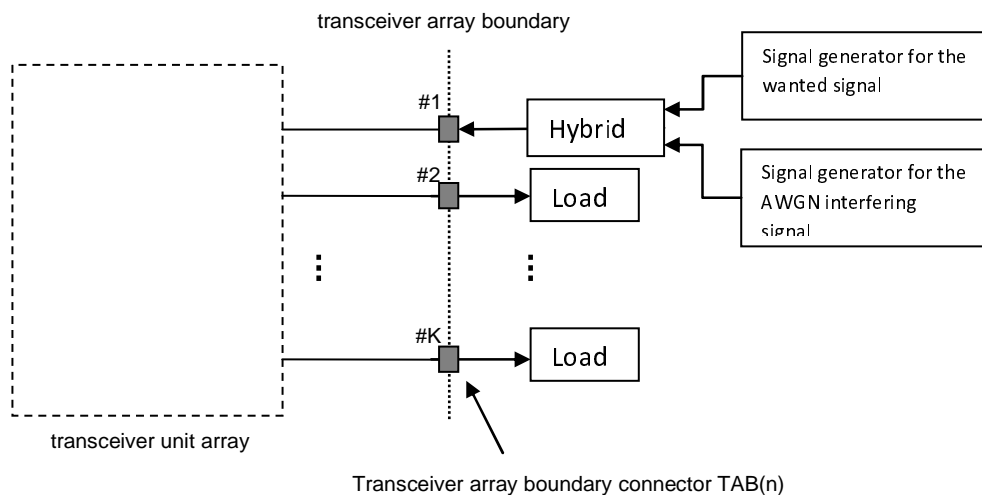 transceiver array boundary
Signal generator for the
wanted signal
#1
Hybrid
#2
Load
Signal generator for the
AWGN interfering
signal
#K
Load
transceiver unit array
Transceiver array boundary connector TAB(n)